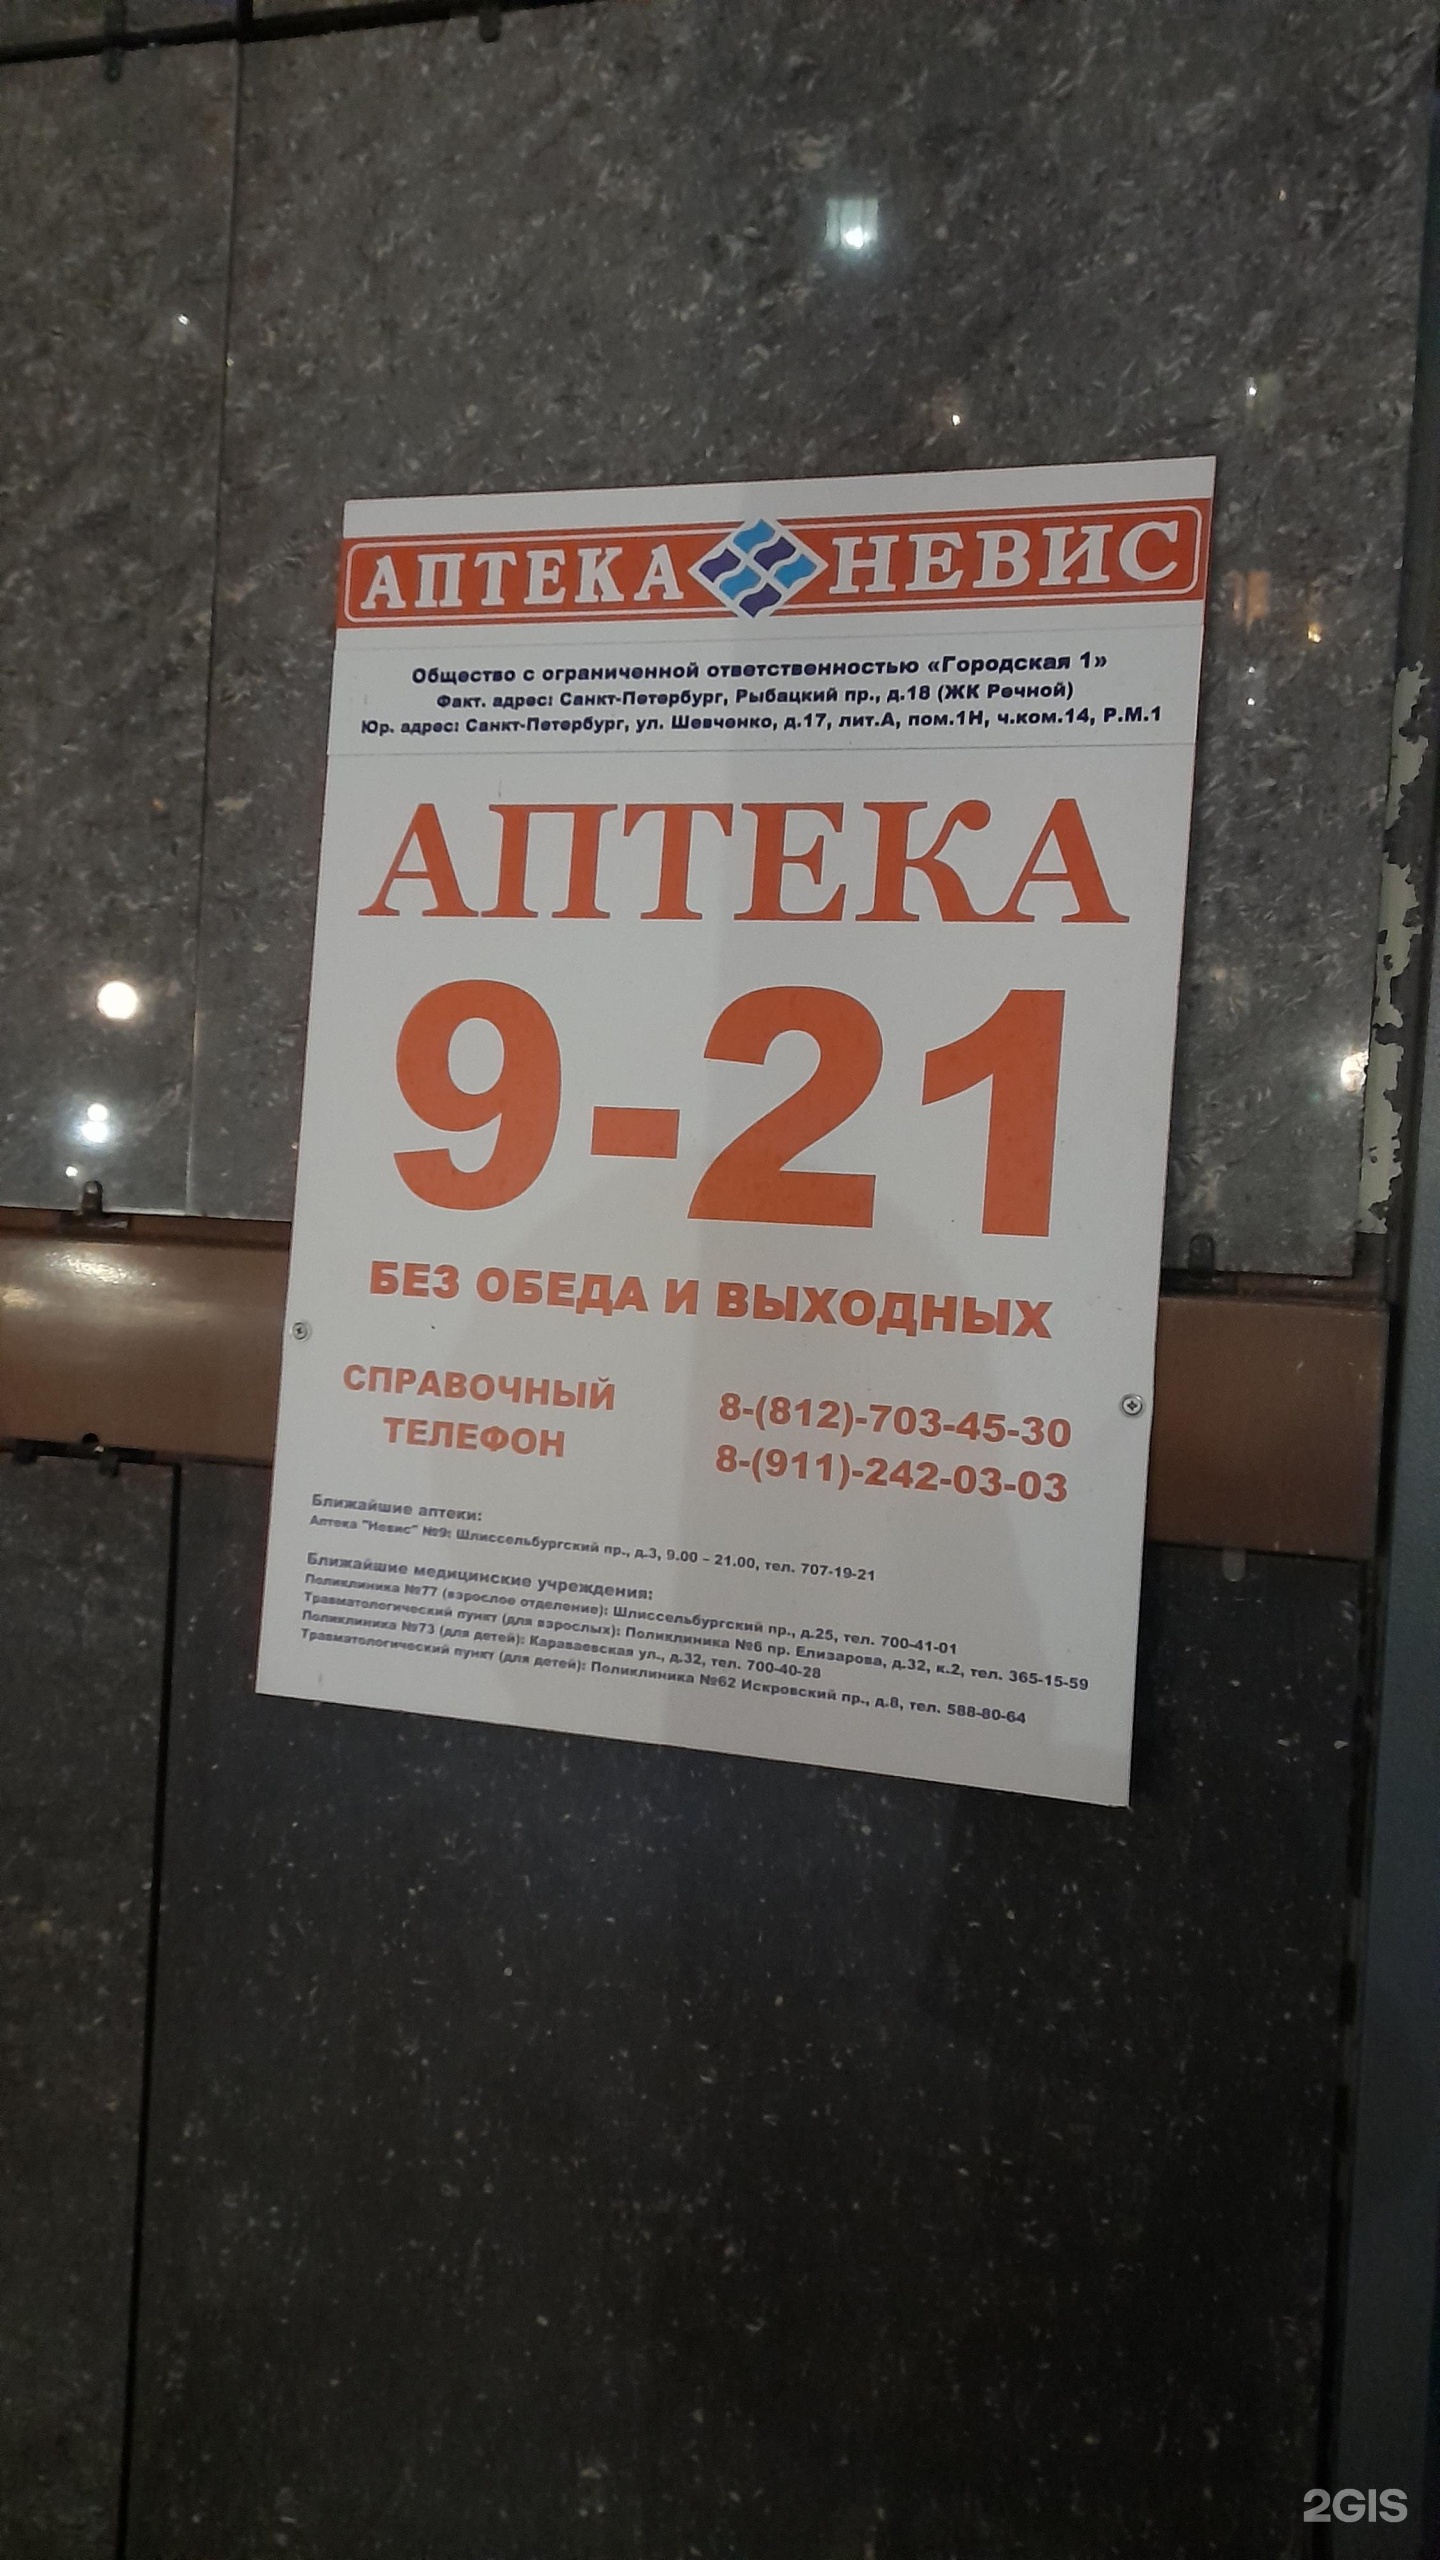 АПТЕКА НЕВИС
Общество с ограниченной ответственностью «Городская 1»
Факт. адрес: Санкт-Петербург, Рыбацкий пр., д.18 (ЖК Речной)
Юр. адрес: Санкт-Петербург, ул. Шевченко, д.17, лит.А, пом.1Н, ч.ком.14, Р.М.1
АПТЕКА
9-21
БЕЗ ОБЕДА И ВЫХОДНЫХ
СПРАВОЧНЫЙ ТЕЛЕФОН
8-(812)-703-45-30
8-(911)-242-03-03
Ближайшие аптеки:
Аптека "Невис" №9: Шлиссельбургский пр., д.3, 9.00 – 21.00, тел. 707-19-21
Ближайшие медицинские учреждения:
Поликлиника №77 (взрослое отделение): Шлиссельбургский пр., д.25, тел. 700-41-01
Травматологический пункт (для взрослых): Поликлиника №6 пр. Елизарова, д.32, к.2, тел. 365-15-59
Поликлиника №73 (для детей): Караваевская ул., д.32, тел. 700-40-28
Травматологический пункт (для детей): Поликлиника №62 Искровский пр., д.8, тел. 588-80-64
2GIS